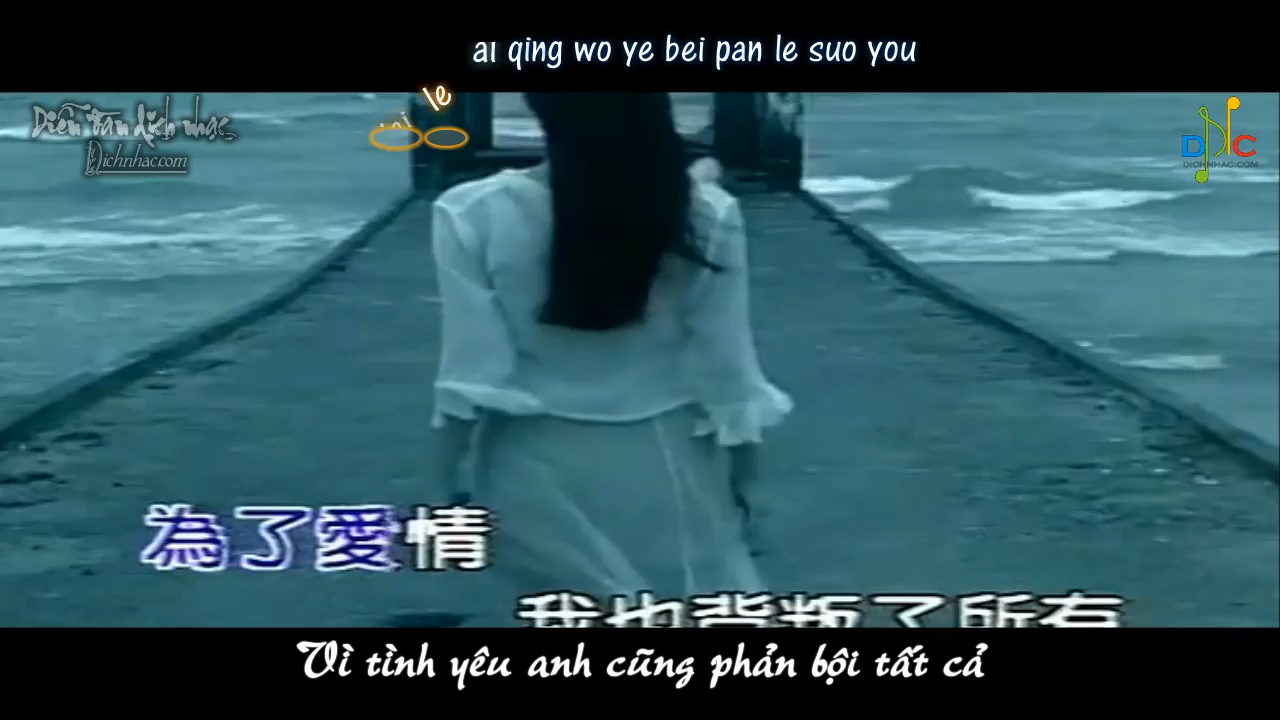 ai qing wo ye bei pan le suo you
le
Diễn đàn dịch nhạc
Dichnhac.com
DNC
DICHNHAC.COM
為了愛情
我也背叛了所有
Vì tình yêu anh cũng phản bội tất cả